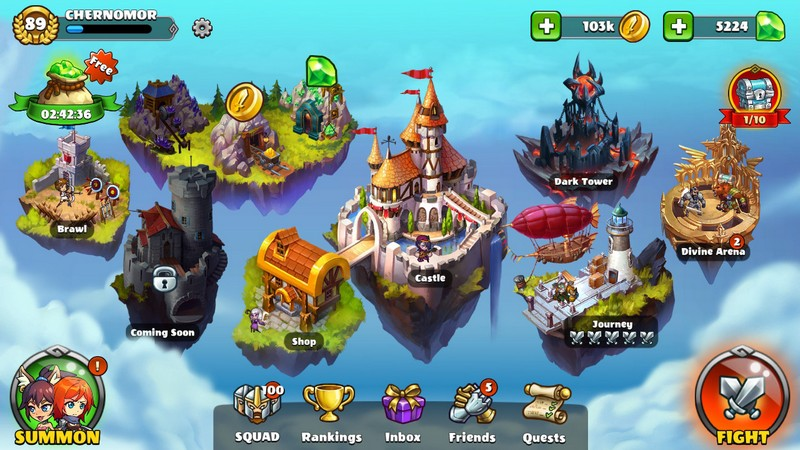 89
CHERNOMOR
103k
5224
Free
02:42:36
1/10
Dark Tower
Brawl
2
Divine Arena
Castle
Coming Soon
Journey
Shop
!
SUMMON
100
SQUAD
Rankings
Inbox
5
Friends
Quests
FIGHT